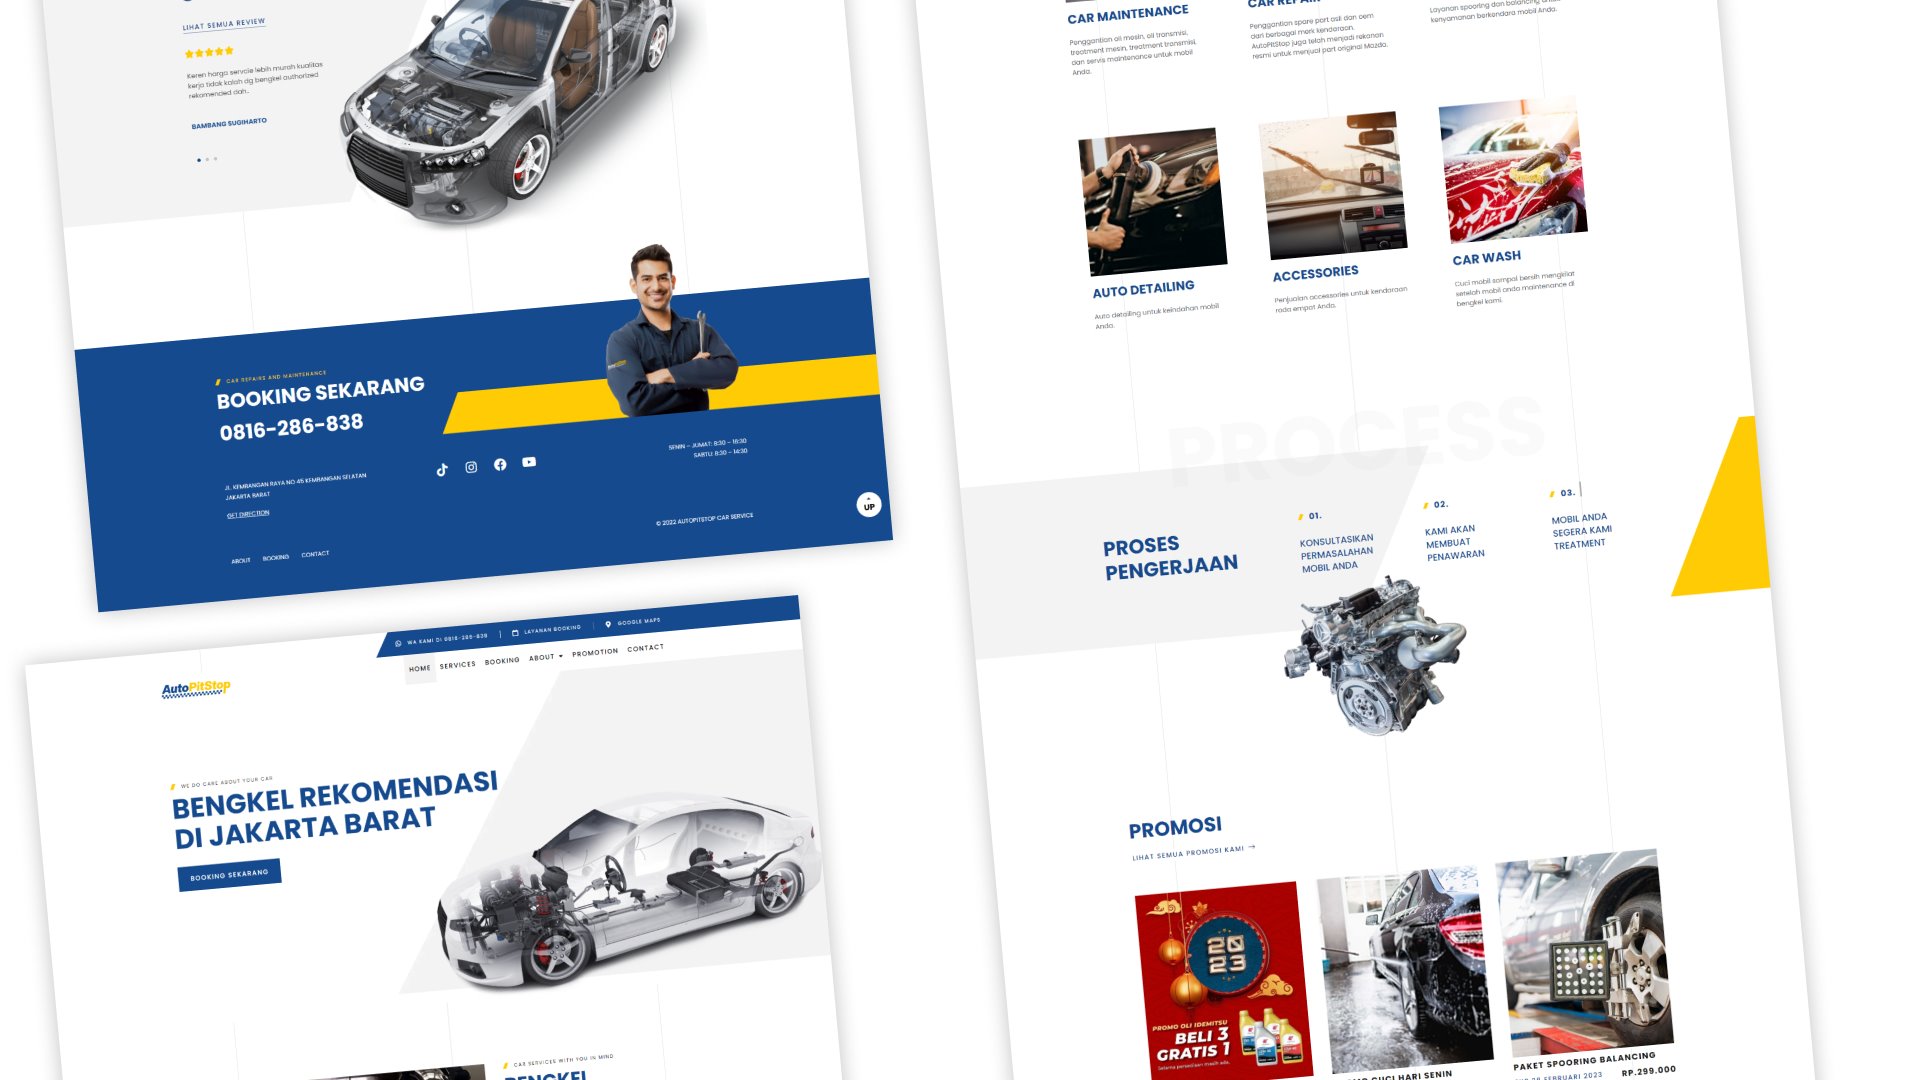 LIHAT SEMUA REVIEW
Keren harga servcie lebih murah kualitas
kerja tidak kalah dg bengkel authorized
rekomended dah..
BAMBANG SUGIHARTO
CAR REPAIRS AND MAINTENANCE
BOOKING SEKARANG
0816-286-838
JL. KEMBANGAN RAYA NO 45 KEMBANGAN SELATAN
JAKARTA BARAT
GET DIRECTION
SENIN – JUMAT: 8:30 – 16:30
SABTU: 8:30 – 14:30
© 2022 AUTOPITSTOP CAR SERVICE
UP
ABOUT BOOKING CONTACT
WA KAMI DI 0816-286-838 LAYANAN BOOKING GOOGLE MAPS
AutoPitStop
HOME SERVICES BOOKING ABOUT PROMOTION CONTACT
WE DO CARE ABOUT YOUR CAR
BENGKEL REKOMENDASI
DI JAKARTA BARAT
BOOKING SEKARANG
CAR SERVICES WITH YOU IN MIND.
BENGKEL
CAR MAINTENANCE
Penggantian oli mesin, oli transmisi,
treatment mesin, treatment transmisi,
dan servis maintenance untuk mobil
Anda.
CAR REPAIR
Penggantian spare part asli dan oem
dari berbagai merk kendaraan.
AutoPitStop juga telah menjadi rekanan
resmi untuk menjual part original Mazda.
Layanan spooring dan balancing untuk
kenyamanan berkendara mobil Anda.
AUTO DETAILING
Auto detailing untuk keindahan mobil
Anda.
ACCESSORIES
Penjualan accessories untuk kendaraan
roda empat Anda.
CAR WASH
Cuci mobil sampai bersih mengkilat
setelah mobil anda maintenance di
bengkel kami.
PROCESS
PROSES
PENGERJAAN
01.
KONSULTASIKAN
PERMASALAHAN
MOBIL ANDA
02.
KAMI AKAN
MEMBUAT
PENAWARAN
03.
MOBIL ANDA
SEGERA KAMI
TREATMENT
PROMOSI
LIHAT SEMUA PROMOSI KAMI →
2023
PROMO OLI IDEMITSU
BELI 3
GRATIS 1
Selama persediaan masih ada.
CUCI HARI SENIN
PAKET SPOORING BALANCING
28 FEBRUARI 2023
RP.299.000